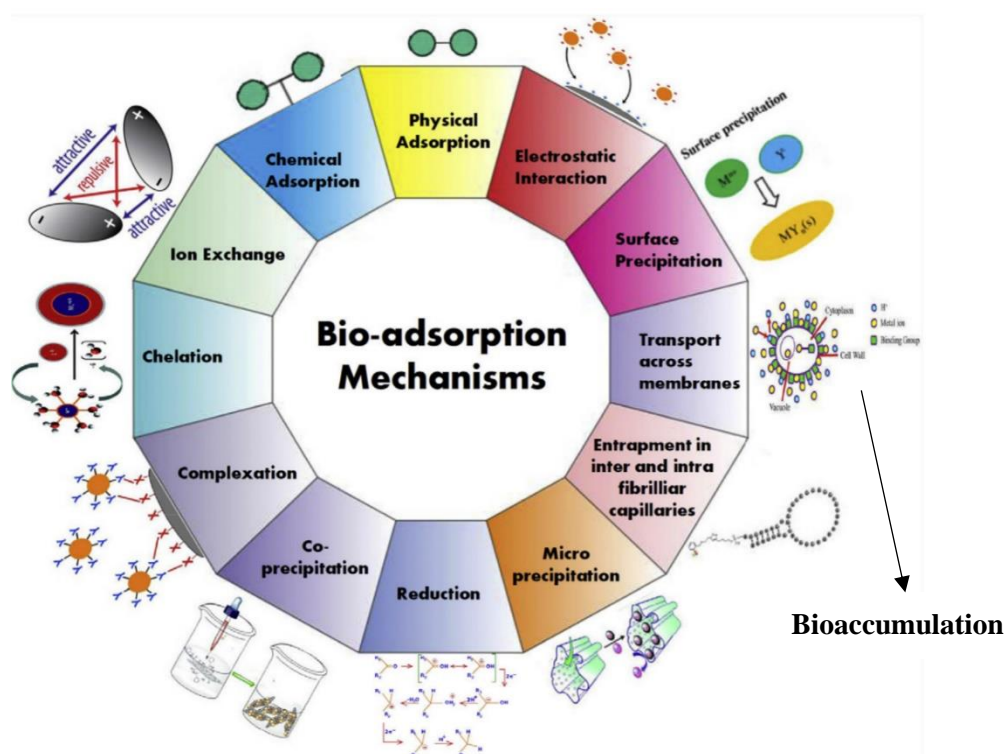 Bio-adsorption
Mechanisms
Physical
Adsorption
Electrostatic
Interaction
Surface
Precipitation
Transport
across
membranes
Entrapment in
inter and intra
fibrilliar
capillaries
Micro
precipitation
Reduction
Co-
precipitation
Complexation
Chelation
Ion Exchange
Chemical
Adsorption
attractive
repulsive
attractive
+
-
-
+
Surface precipitation
MYₙ(s)
Cytoplasm
H⁺
Metal ion
Binding Group
Cell Wall
Vacuole
Bioaccumulation